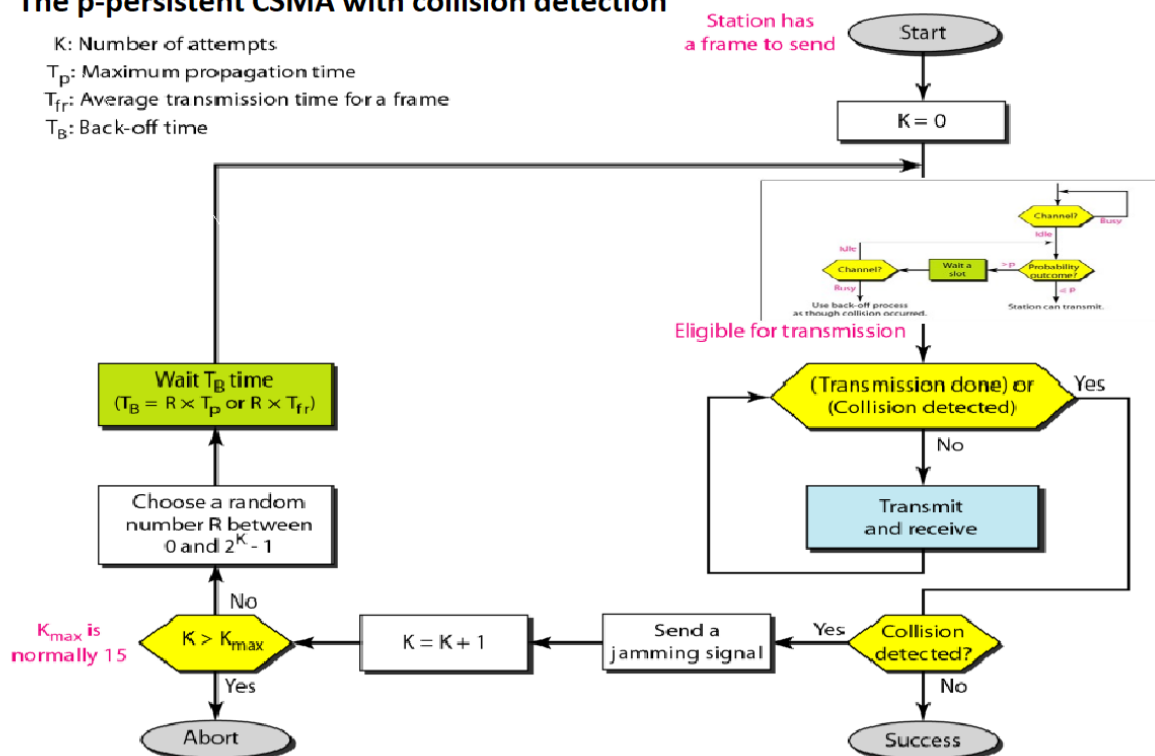 The p-persistent CSMA with collision detection
K: Number of attempts
Tp: Maximum propagation time
Tfr: Average transmission time for a frame
TB: Back-off time
Station has
a frame to send
Start
K = 0
Channel?
Busy
Idle
Idle
Channel?
Wait a
slot
>p
Probability
outcome?
Busy
< p
Use back-off process
as though collision occurred.
Station can transmit.
Eligible for transmission
Wait TB time
(TB = R × Tp or R × Tfr)
(Transmission done) or
(Collision detected)
Yes
No
Choose a random
number R between
0 and 2^K - 1
Transmit
and receive
No
Kmax is
normally 15
K > Kmax
K = K + 1
Send a
jamming signal
Yes
Collision
detected?
Yes
No
Abort
Success